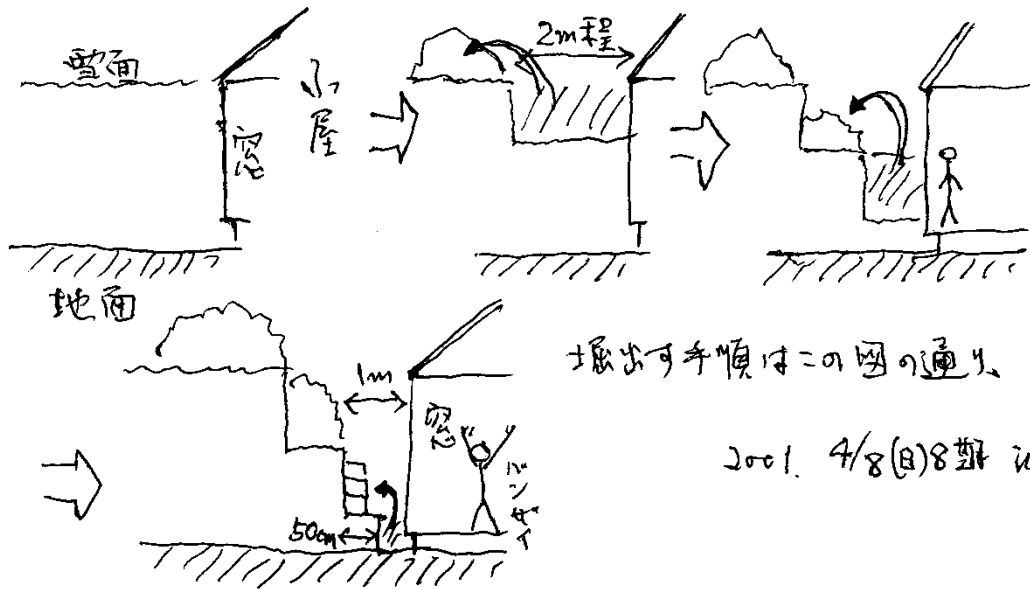 雪面
窓
小屋
2m程
地面
1m
窓
バンザイ
50cm
堀出す手順はこの図の通り、
2001. 4/8(日)8期